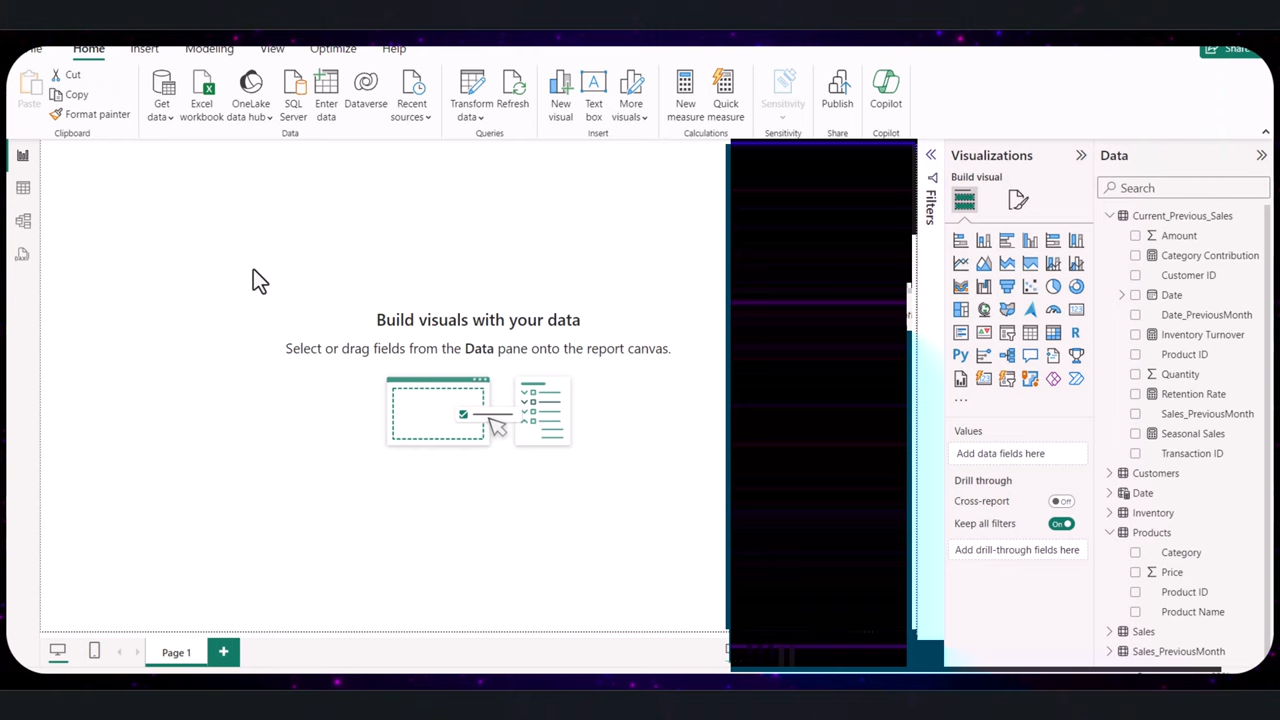 Home Insert Modeling View Optimize Help
Share
Paste
Cut
Copy
Format painter
Clipboard
Get data
Excel workbook
OneLake data hub
SQL Server
Enter data
Dataverse
Recent sources
Data
Transform data
Refresh
Queries
New visual
Text box
More visuals
Insert
New measure
Quick measure
Calculations
Sensitivity
Sensitivity
Publish
Share
Copilot
Copilot
Build visuals with your data
Select or drag fields from the Data pane onto the report canvas.
Page 1
Filters
Visualizations
Build visual
Values
Add data fields here
Drill through
Cross-report
Off
Keep all filters
On
Add drill-through fields here
Data
Search
Current_Previous_Sales
Amount
Category Contribution
Customer ID
Date
Date_PreviousMonth
Inventory Turnover
Product ID
Quantity
Retention Rate
Sales_PreviousMonth
Seasonal Sales
Transaction ID
Customers
Date
Inventory
Products
Category
Price
Product ID
Product Name
Sales
Sales_PreviousMonth